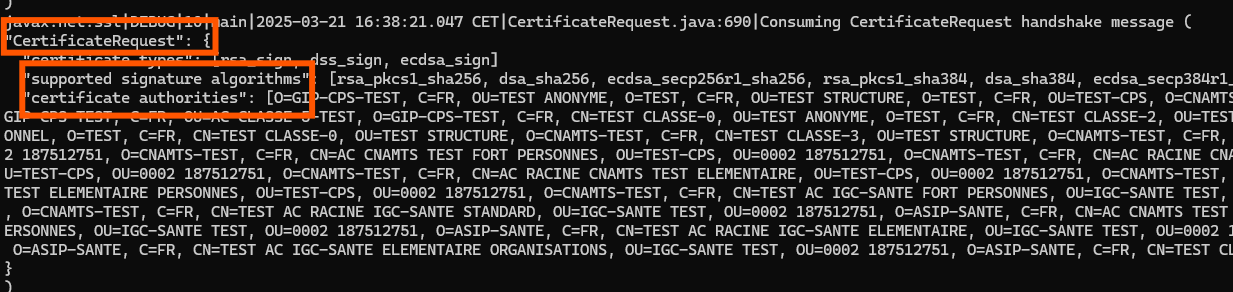 )
javax.net.ssl|DEBUG|10|main|2025-03-21 16:38:21.047 CET|CertificateRequest.java:690|Consuming CertificateRequest handshake message (
"CertificateRequest": {
"certificate types": [rsa_sign, dss_sign, ecdsa_sign]
"supported signature algorithms": [rsa_pkcs1_sha256, dsa_sha256, ecdsa_secp256r1_sha256, rsa_pkcs1_sha384, dsa_sha384, ecdsa_secp384r1_
"certificate authorities": [O=GIP-CPS-TEST, C=FR, OU=TEST ANONYME, O=TEST, C=FR, OU=TEST STRUCTURE, O=TEST, C=FR, OU=TEST-CPS, O=CNAMTS
GIP-CPS-TEST, C=FR, OU=AC-CLASSE-3-TEST, O=GIP-CPS-TEST, C=FR, CN=TEST CLASSE-0, OU=TEST ANONYME, O=TEST, C=FR, CN=TEST CLASSE-2, OU=TEST
ONNEL, O=TEST, C=FR, CN=TEST CLASSE-0, OU=TEST STRUCTURE, O=CNAMTS-TEST, C=FR, CN=TEST CLASSE-3, OU=TEST STRUCTURE, O=CNAMTS-TEST, C=FR,
2 187512751, O=CNAMTS-TEST, C=FR, CN=AC CNAMTS TEST FORT PERSONNES, OU=TEST-CPS, OU=0002 187512751, O=CNAMTS-TEST, C=FR, CN=AC RACINE CNA
U=TEST-CPS, OU=0002 187512751, O=CNAMTS-TEST, C=FR, CN=AC RACINE CNAMTS TEST ELEMENTAIRE, OU=TEST-CPS, OU=0002 187512751, O=CNAMTS-TEST,
TEST ELEMENTAIRE PERSONNES, OU=TEST-CPS, OU=0002 187512751, O=CNAMTS-TEST, C=FR, CN=TEST AC IGC-SANTE FORT PERSONNES, OU=IGC-SANTE TEST,
, O=CNAMTS-TEST, C=FR, CN=TEST AC RACINE IGC-SANTE STANDARD, OU=IGC-SANTE TEST, OU=0002 187512751, O=ASIP-SANTE, C=FR, CN=AC CNAMTS TEST
ERSONNES, OU=IGC-SANTE TEST, OU=0002 187512751, O=ASIP-SANTE, C=FR, CN=TEST AC RACINE IGC-SANTE ELEMENTAIRE, OU=IGC-SANTE TEST, OU=0002 1
O=ASIP-SANTE, C=FR, CN=TEST AC IGC-SANTE ELEMENTAIRE ORGANISATIONS, OU=IGC-SANTE TEST, OU=0002 187512751, O=ASIP-SANTE, C=FR, CN=TEST CL
}
)